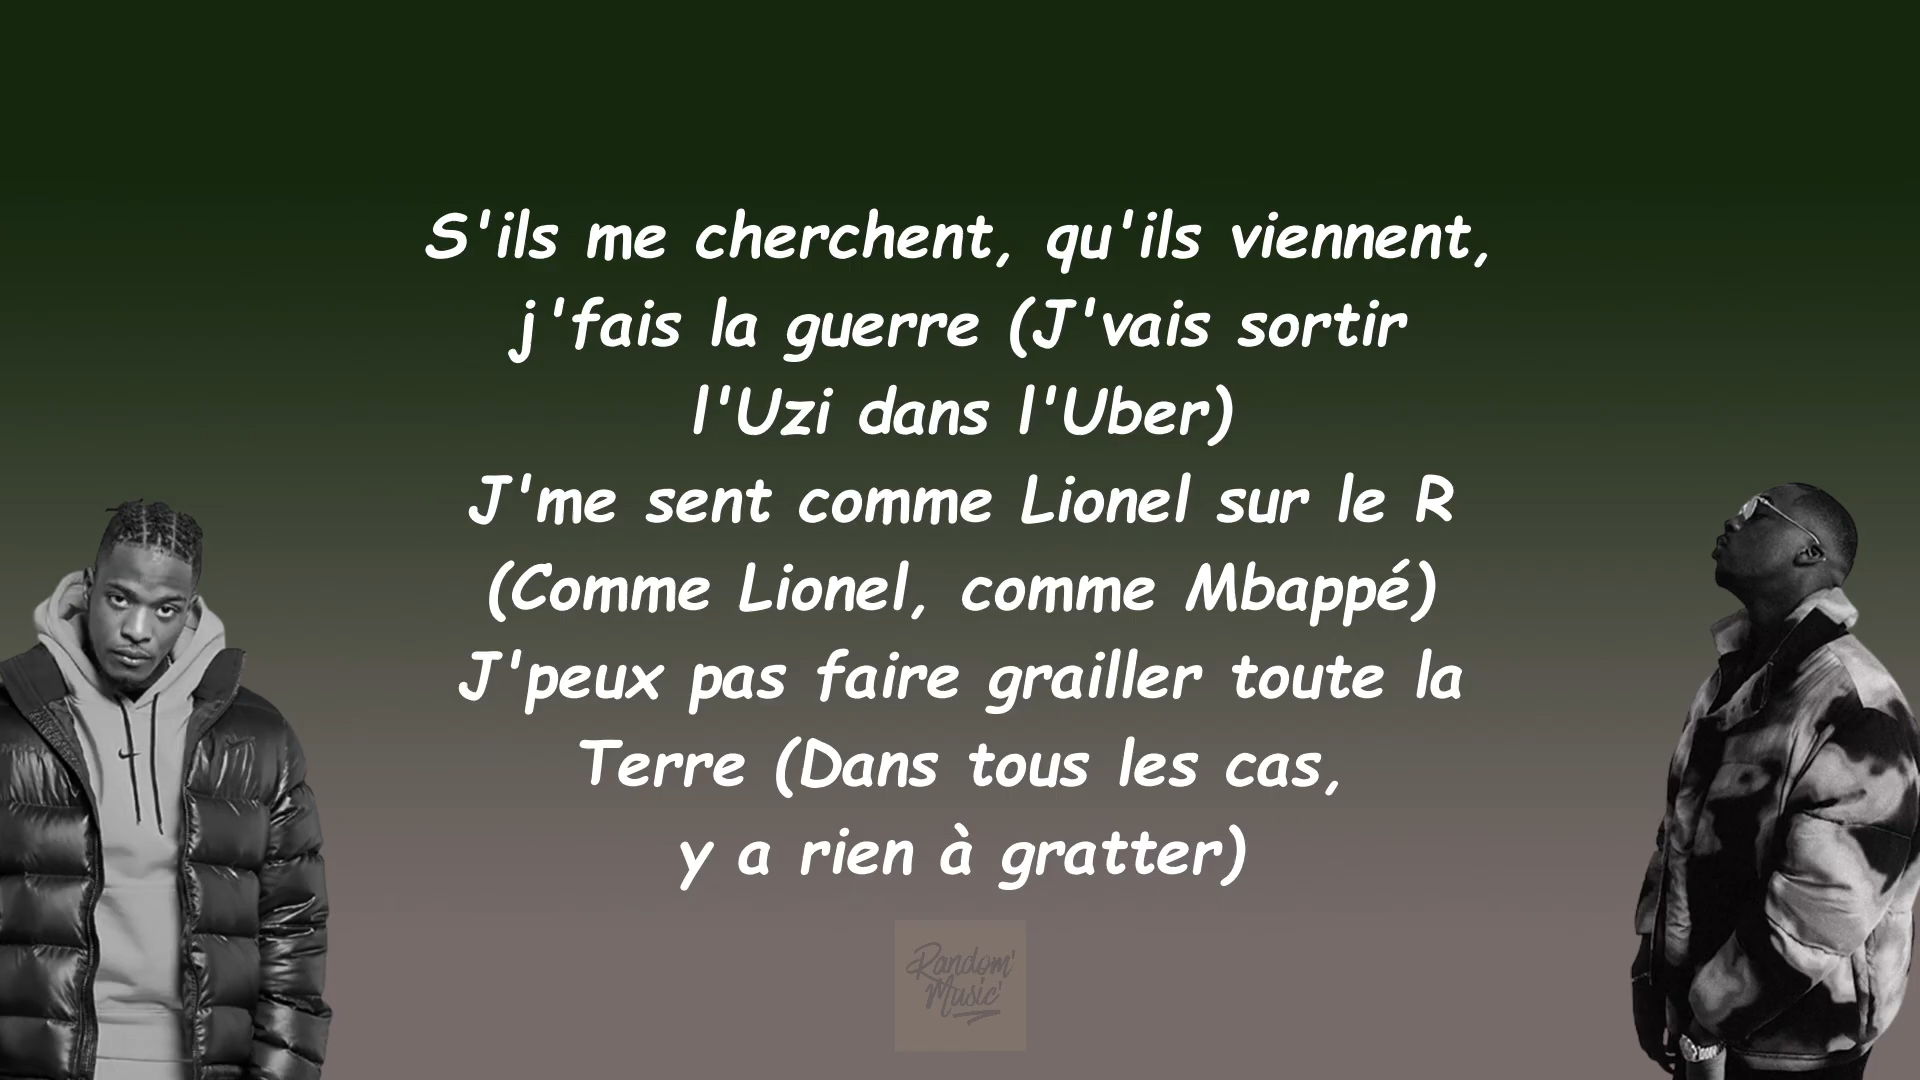 S'ils me cherchent, qu'ils viennent,
j'fais la guerre (J'vais sortir
l'Uzi dans l'Uber)
J'me sent comme Lionel sur le R
(Comme Lionel, comme Mbappé)
J'peux pas faire grailler toute la
Terre (Dans tous les cas,
y a rien à gratter)
Random'
Music'